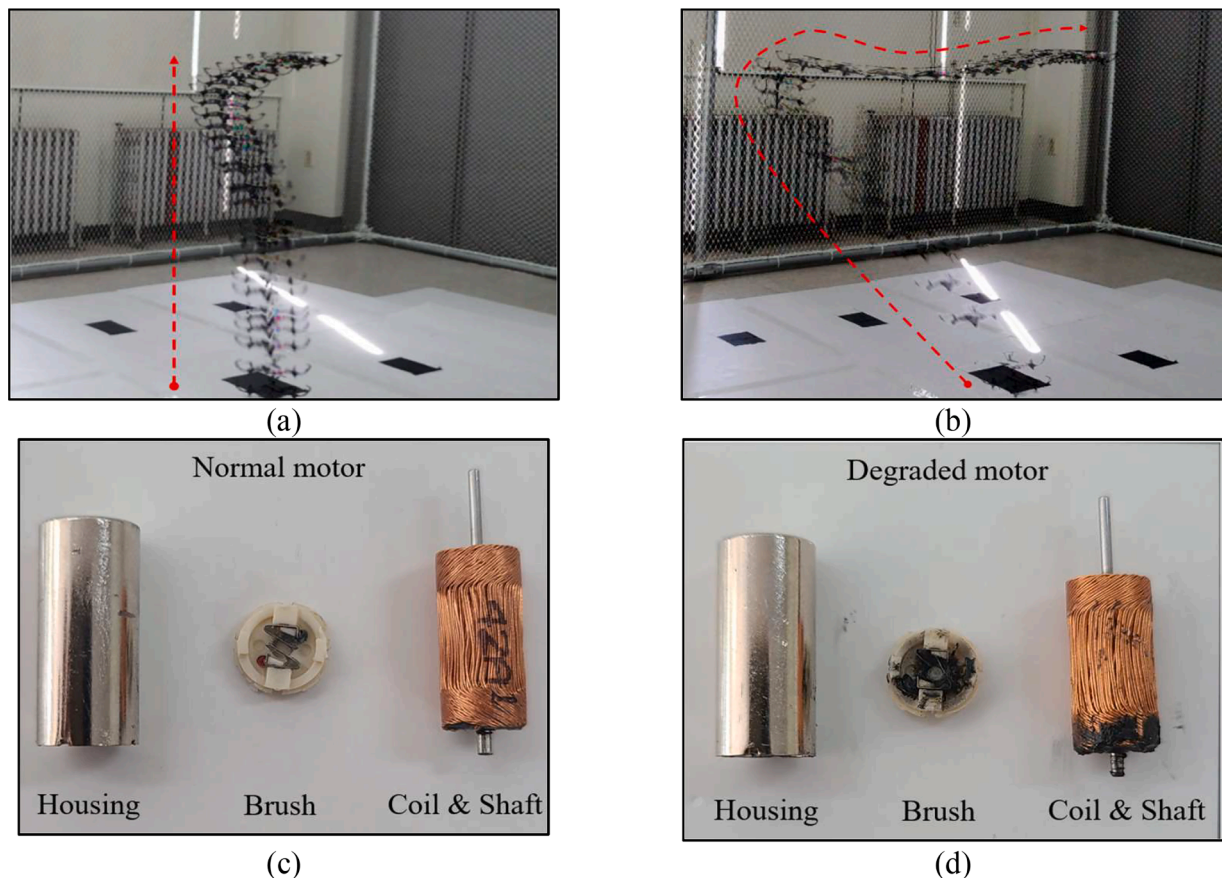 (a)
(b)
Normal motor
Housing
Brush
Coil & Shaft
(c)
Degraded motor
Housing
Brush
Coil & Shaft
(d)